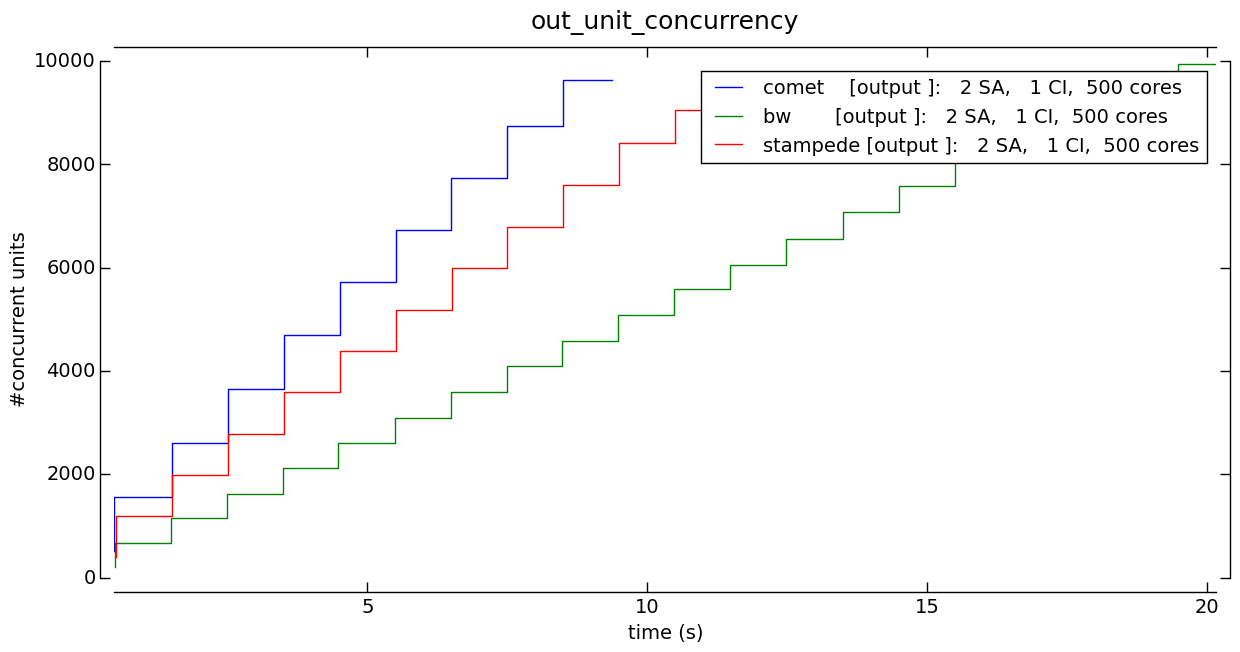 out_unit_concurrency
10000
8000
6000
4000
2000
0
#concurrent units
comet [output ]: 2 SA, 1 CI, 500 cores
bw [output ]: 2 SA, 1 CI, 500 cores
stampede [output ]: 2 SA, 1 CI, 500 cores
5 10 15 20
time (s)